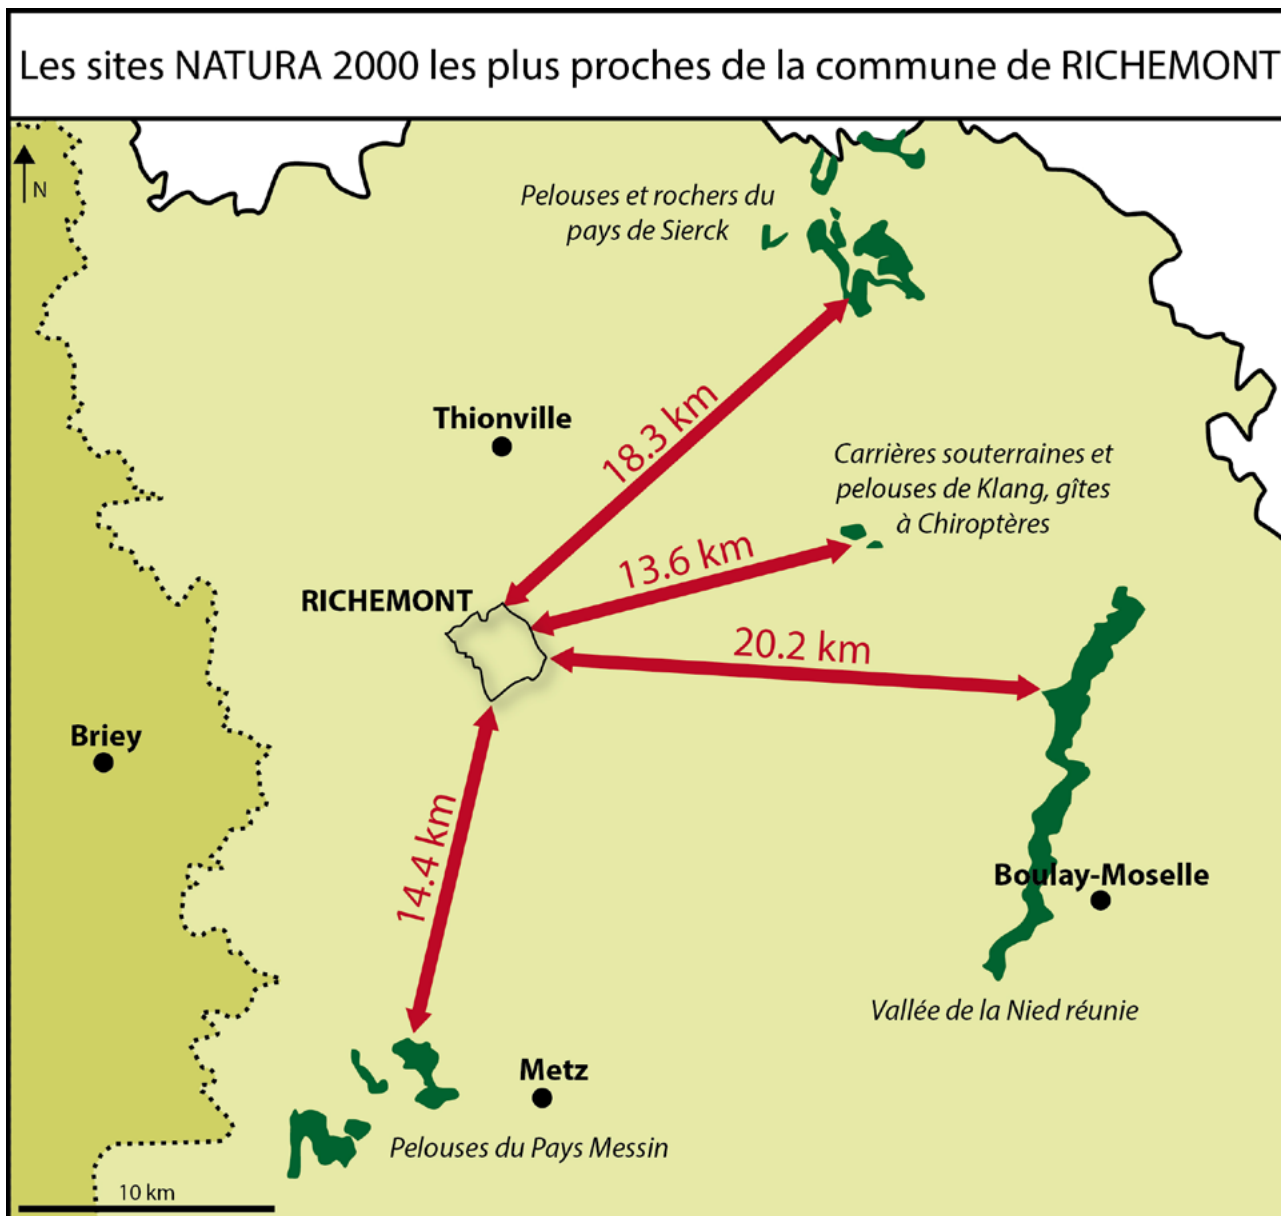 Les sites NATURA 2000 les plus proches de la commune de RICHEMONT
N
Pelouses et rochers du
pays de Sierck
Thionville
18.3 km
Carrières souterraines et
pelouses de Klang, gîtes
à Chiroptères
13.6 km
RICHEMONT
20.2 km
Briey
14.4 km
Boulay-Moselle
Vallée de la Nied réunie
Metz
Pelouses du Pays Messin
10 km